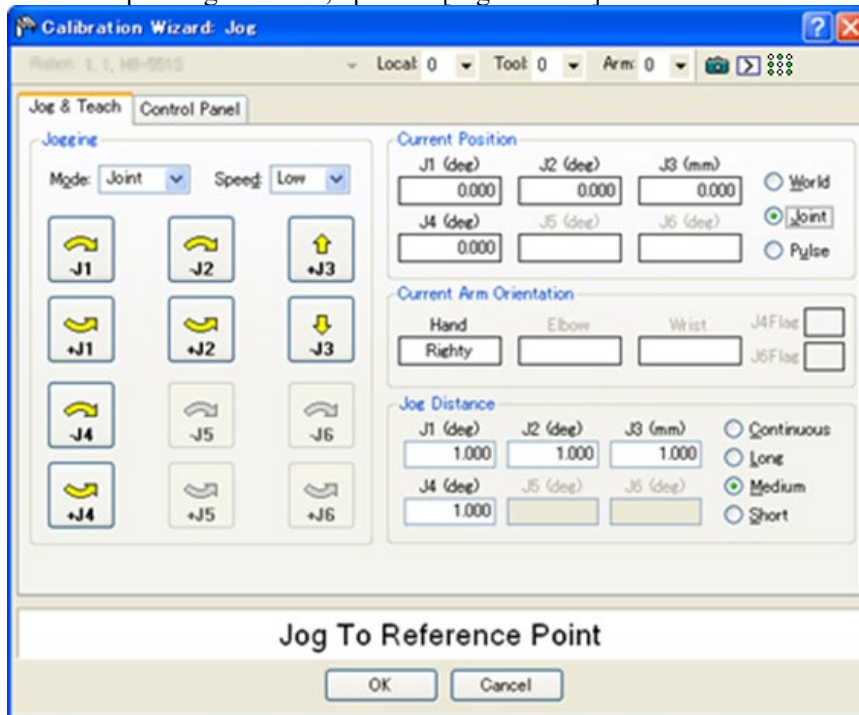 Calibration Wizard: Jog
Local: 0 Tool: 0 Arm: 0
Jog & Teach Control Panel
Jogging
Mode: Joint Speed: Low
-J1 -J2 +J3
+J1 +J2 -J3
-J4 -J5 -J6
+J4 +J5 +J6
Current Position
J1 (deg) J2 (deg) J3 (mm)
0.000 0.000 0.000
World
J4 (deg) J5 (deg) J6 (deg)
Joint
0.000
Pulse
Current Arm Orientation
Hand Elbow Wrist J4Flag
Righty
J6Flag
Jog Distance
J1 (deg) J2 (deg) J3 (mm) Continuous
1.000 1.000 1.000
Long
J4 (deg) J5 (deg) J6 (deg) Medium
1.000
Short
Jog To Reference Point
OK Cancel